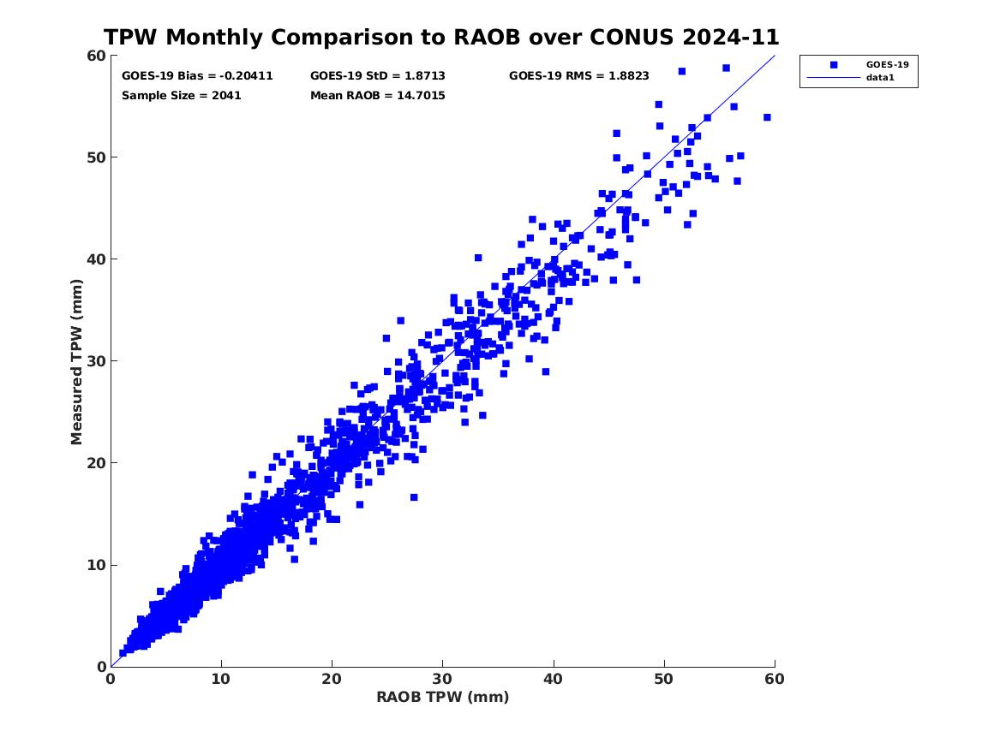 TPW Monthly Comparison to RAOB over CONUS 2024-11
GOES-19 Bias = -0.20411 GOES-19 StD = 1.8713 GOES-19 RMS = 1.8823
Sample Size = 2041 Mean RAOB = 14.7015
GOES-19
data1
60
50
40
30
20
10
0
Measured TPW (mm)
0 10 20 30 40 50 60
RAOB TPW (mm)